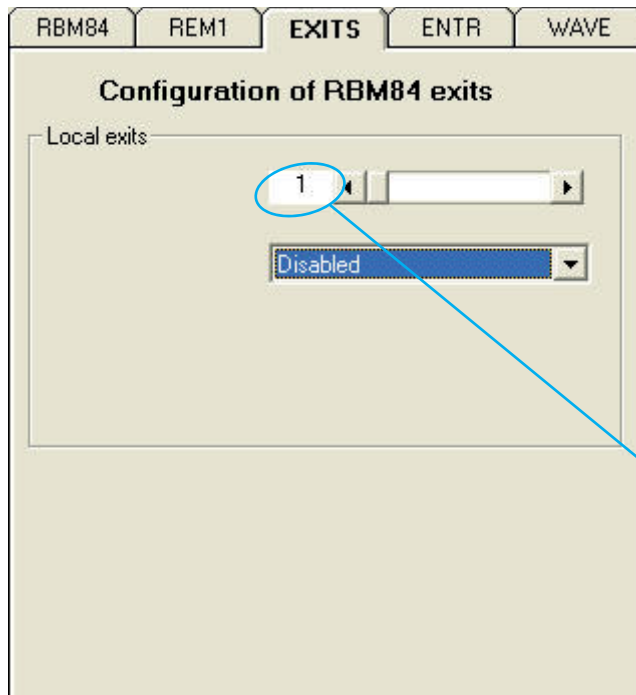 RBM84 REM1 EXITS ENTR WAVE
Configuration of RBM84 exits
Local exits
1
Disabled